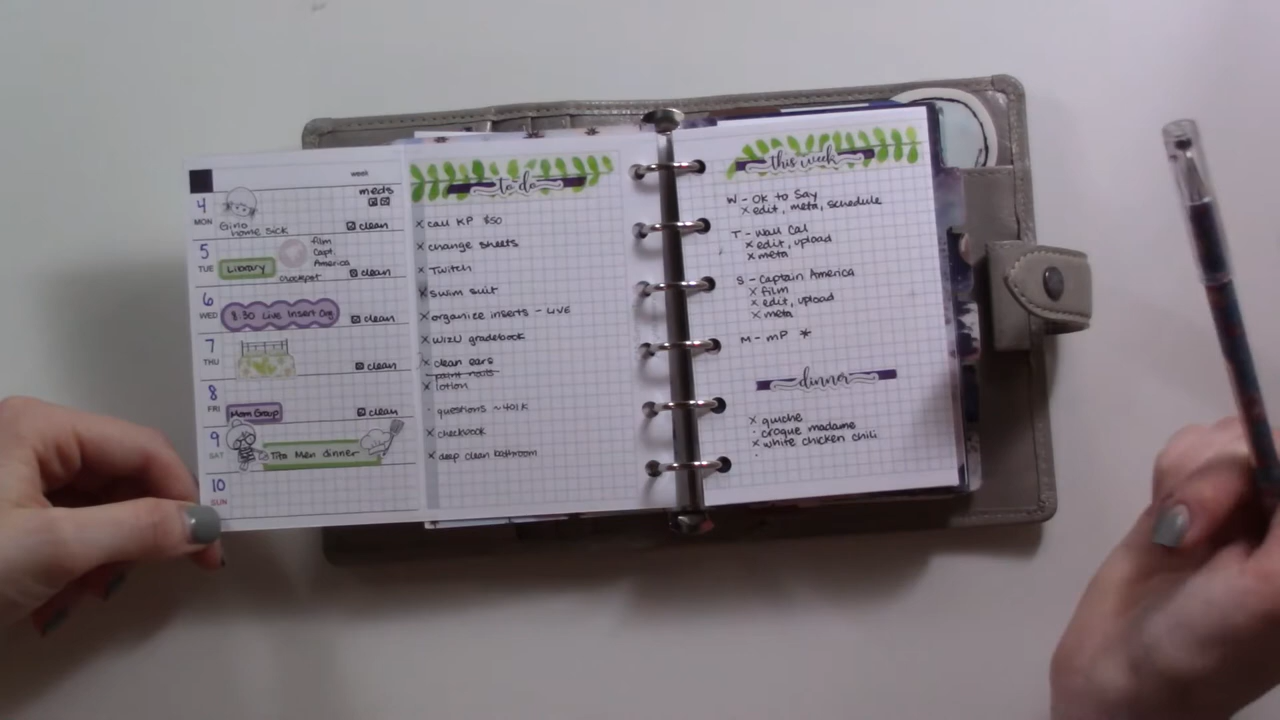 week
4
MON
meds
Gino
home sick
clean
5
TUE
film
Capt.
America
Library
crockpot
clean
6
WED
8:30 Live Insert Org
clean
7
THU
clean
8
FRI
Mom Group
clean
9
SAT
Tito Men dinner
10
SUN
to do
x call KP $50
x change sheets
x Twitch
x swim suit
x organize inserts - LIVE
x WizU gradebook
x clean ears
paint nails
x lotion
· questions ~401K
x checkbook
x deep clean bathroom
this week
W - Ok to Say
x edit, meta, schedule
T - Wall Cal
x edit, upload
x meta
S - Captain America
x film
x edit, upload
x meta
M - MP *
dinner
x quiche
· croque madame
x white chicken chili
·